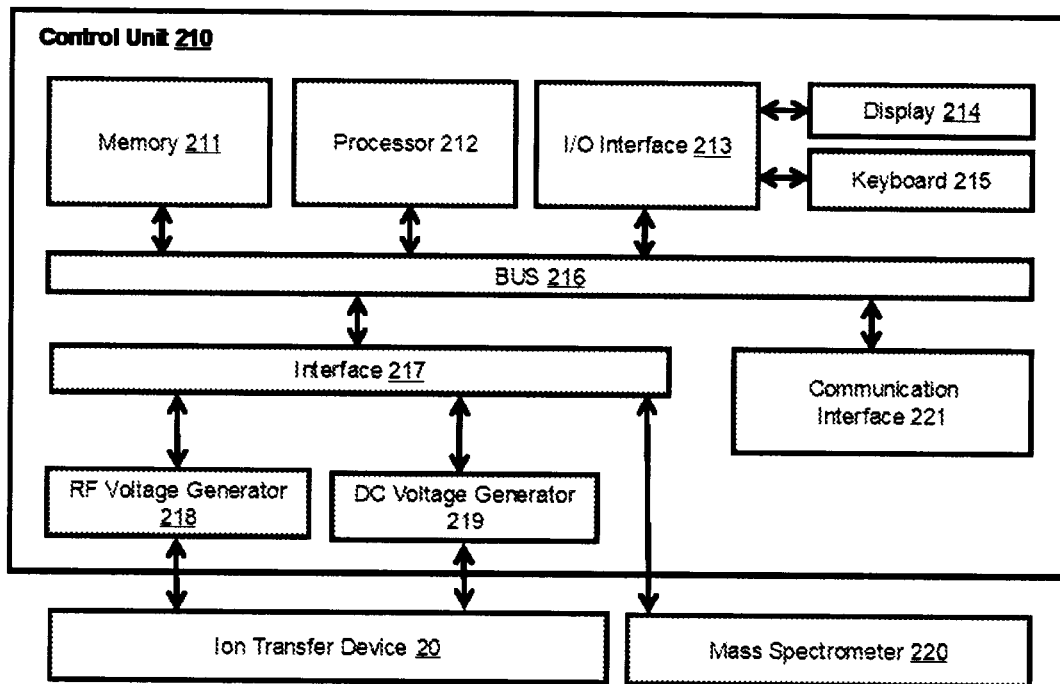 Control Unit 210
Memory 211
Processor 212
I/O Interface 213
Display 214
Keyboard 215
BUS 216
Interface 217
Communication
Interface 221
RF Voltage Generator
218
DC Voltage Generator
219
Ion Transfer Device 20
Mass Spectrometer 220